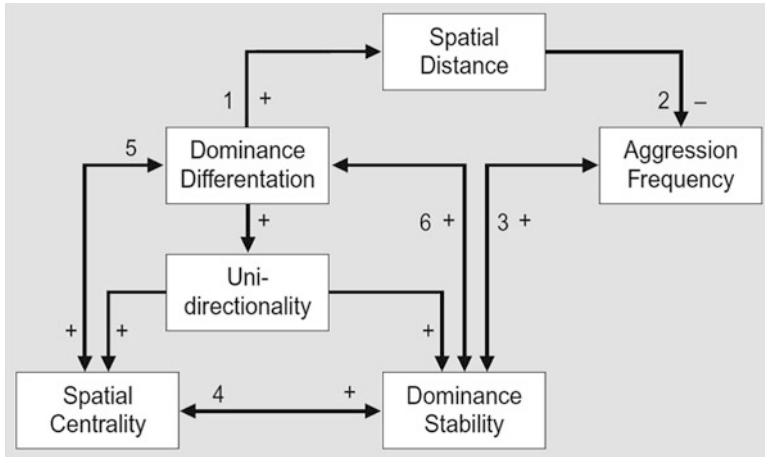 Spatial
Distance
1 +
2 –
5
Dominance
Differentation
Aggression
Frequency
+
6 +
3 +
Uni-
directionality
+
+
+
Spatial
Centrality
4
+
Dominance
Stability